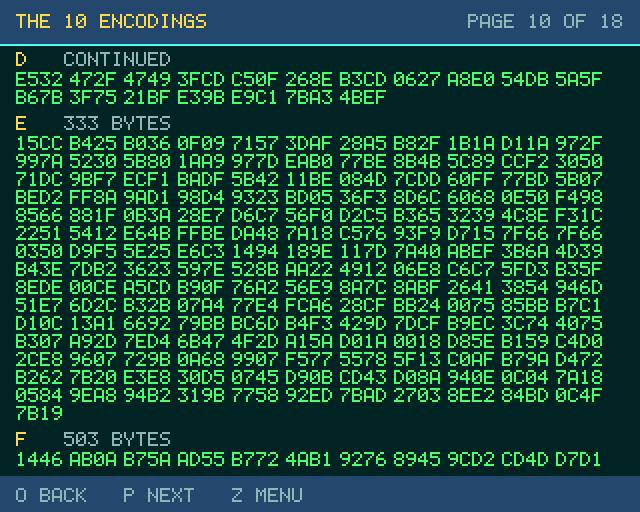 THE 10 ENCODINGS PAGE 10 OF 18
D CONTINUED
E532 472F 4749 3FCD C50F 268E B3CD 0627 A8E0 54DB 5A5F
B67B 3F75 21BF E39B E9C1 7BA3 4BEF
E 333 BYTES
15CC B425 B036 0F09 7157 3DAF 28A5 B82F 1B1A D11A 972F
997A 5230 5B80 1AA9 977D EAB0 77BE 8B4B 5C89 CCF2 3050
71DC 9BF7 ECF1 BADF 5B42 11BE 084D 7CDD 60FF 77BD 5B07
BED2 FF8A 9AD1 98D4 9323 BD05 36F3 8D6C 6068 0E50 F498
8566 881F 0B3A 28E7 D6C7 56F0 D2C5 B365 3239 4C8E F31C
2251 5412 E64B FFBE DA48 7A18 C576 93F9 D715 7F66 7F66
0350 D9F5 5E25 E6C3 1494 189E 117D 7A40 ABEF 3B6A 4D39
B43E 7DB2 3623 597E 528B AA22 4912 06E8 C6C7 5FD3 B35F
8EDE 00CE A5CD B90F 76A2 56E9 8A7C 8ABF 2641 3854 946D
51E7 6D2C B32B 07A4 77E4 FCA6 28CF BB24 0075 85BB B7C1
D10C 13A1 6692 79BB BC6D B4F3 429D 7DCF B9EC 3C74 4075
B307 A92D 7ED4 6B47 4F2D A15A D01A 0018 D85E B159 C4D0
2CE8 9607 729B 0A68 9907 F577 5578 5F13 C0AF B79A D472
B262 7B20 E3E8 30D5 0745 D90B CD43 D08A 940E 0C04 7A18
0584 9EA8 94B2 319B 7758 92ED 7BAD 2703 8EE2 84BD 0C4F
7B19
F 503 BYTES
1446 AB0A B75A AD55 B772 4AB1 9276 8945 9CD2 CD4D D7D1
O BACK P NEXT Z MENU